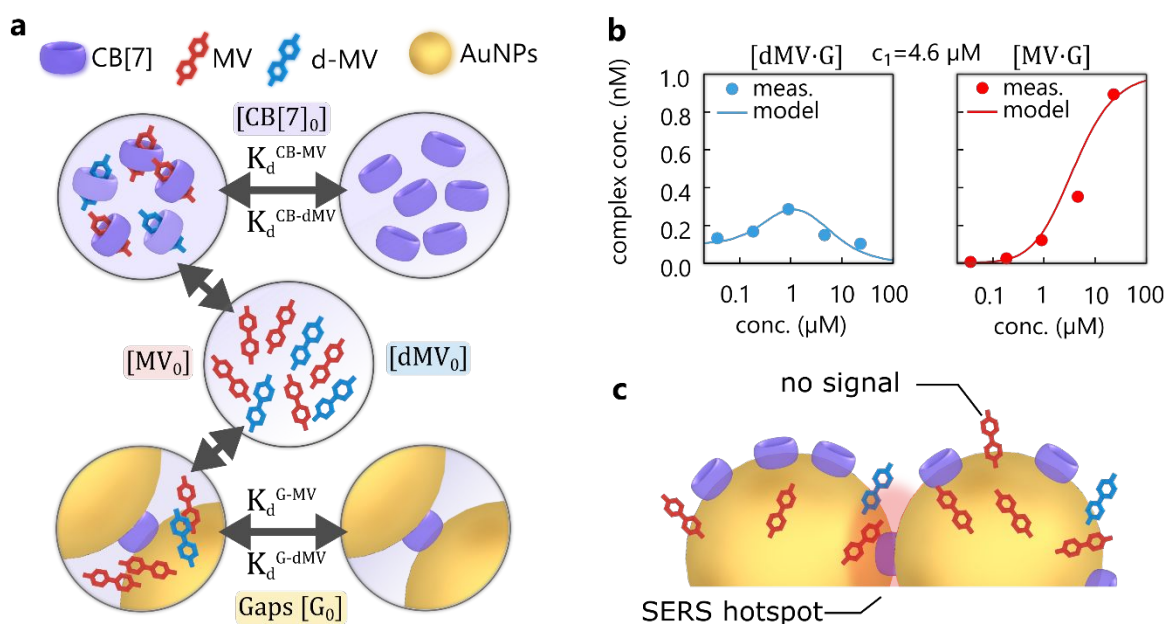 a
CB[7] MV d-MV AuNPs
[CB[7]₀]
K_d^CB-MV
K_d^CB-dMV
[MV₀] [dMV₀]
K_d^G-MV
K_d^G-dMV
Gaps [G₀]
b
[dMV·G] c₁=4.6 µM [MV·G]
complex conc. (nM)
1.0
0.8
0.6
0.4
0.2
0.0
meas.
model
meas.
model
0.1 1 10 100
0.1 1 10 100
conc. (µM) conc. (µM)
c
no signal
SERS hotspot